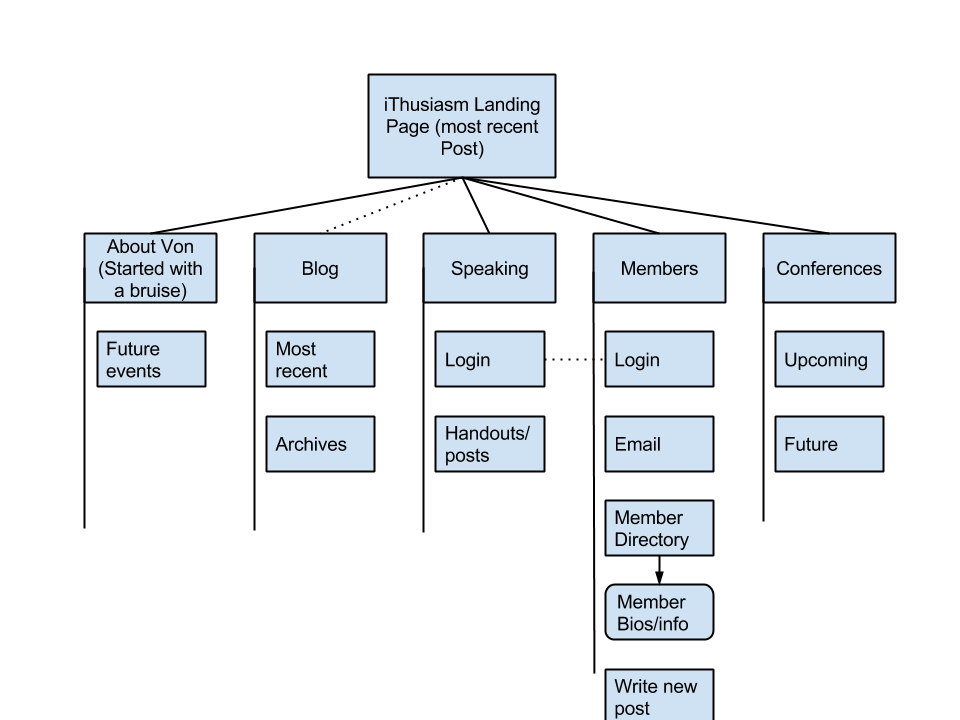 iThusiasm Landing
Page (most recent
Post)
About Von
(Started with
a bruise)
Blog
Speaking
Members
Conferences
Future
events
Most
recent
Login
Login
Upcoming
Archives
Handouts/
posts
Email
Future
Member
Directory
Member
Bios/info
Write new
post